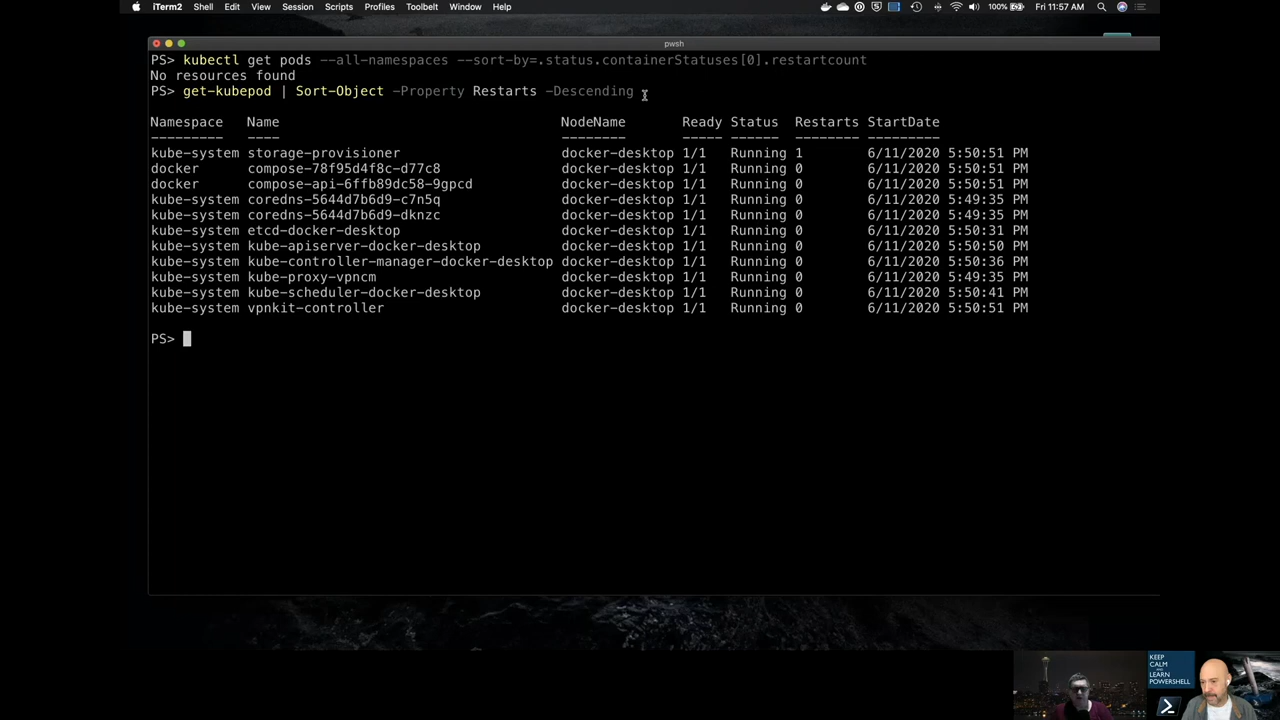 iTerm2 Shell Edit View Session Scripts Profiles Toolbelt Window Help 100% Fri 11:57 AM
pwsh
PS> kubectl get pods --all-namespaces --sort-by=.status.containerStatuses[0].restartcount
No resources found
PS> get-kubepod | Sort-Object -Property Restarts -Descending
Namespace Name NodeName Ready Status Restarts StartDate
--------- ---- -------- ----- ------ -------- ---------
kube-system storage-provisioner docker-desktop 1/1 Running 1 6/11/2020 5:50:51 PM
docker compose-78f95d4f8c-d77c8 docker-desktop 1/1 Running 0 6/11/2020 5:50:51 PM
docker compose-api-6ffb89dc58-9gpcd docker-desktop 1/1 Running 0 6/11/2020 5:50:51 PM
kube-system coredns-5644d7b6d9-c7n5q docker-desktop 1/1 Running 0 6/11/2020 5:49:35 PM
kube-system coredns-5644d7b6d9-dknzc docker-desktop 1/1 Running 0 6/11/2020 5:49:35 PM
kube-system etcd-docker-desktop docker-desktop 1/1 Running 0 6/11/2020 5:50:31 PM
kube-system kube-apiserver-docker-desktop docker-desktop 1/1 Running 0 6/11/2020 5:50:50 PM
kube-system kube-controller-manager-docker-desktop docker-desktop 1/1 Running 0 6/11/2020 5:50:36 PM
kube-system kube-proxy-vpncm docker-desktop 1/1 Running 0 6/11/2020 5:49:35 PM
kube-system kube-scheduler-docker-desktop docker-desktop 1/1 Running 0 6/11/2020 5:50:41 PM
kube-system vpnkit-controller docker-desktop 1/1 Running 0 6/11/2020 5:50:51 PM
PS>
KEEP
CALM
AND
LEARN
POWERSHELL